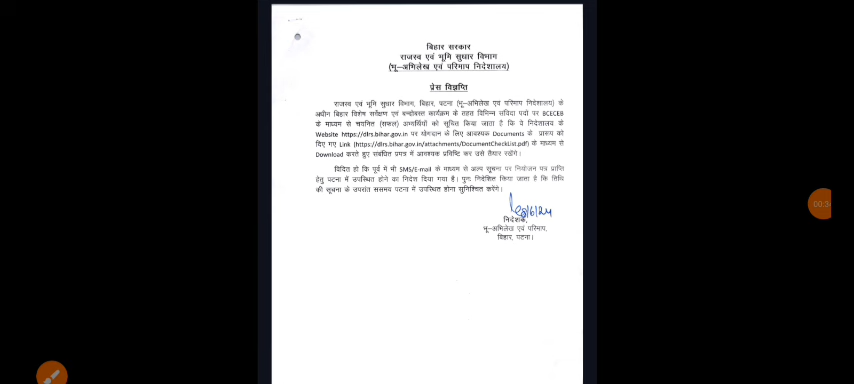 बिहार सरकार
राजस्व एवं भूमि सुधार विभाग
(भू–अभिलेख एवं परिमाप निदेशालय)
प्रेस विज्ञप्ति
राजस्व एवं भूमि सुधार विभाग, बिहार, पटना (भू–अभिलेख एवं परिमाप निदेशालय) के
अधीन बिहार विशेष सर्वेक्षण एवं बन्दोबस्त कार्यक्रम के तहत विभिन्न संविदा पदों पर BCECEB
के माध्यम से चयनित (सफल) अभ्यर्थियों को सूचित किया जाता है कि वे निदेशालय के
Website https://dlrs.bihar.gov.in पर योगदान के लिए आवश्यक Documents के प्रारूप को
दिए गए Link (https://dlrs.bihar.gov.in/attachments/DocumentCheckList.pdf) के माध्यम से
Download करते हुए संबंधित प्रपत्र में आवश्यक प्रविष्टि कर उसे तैयार रखेंगे।
विदित हो कि पूर्व में भी SMS/E-mail के माध्यम से अल्प सूचना पर नियोजन पत्र प्राप्ति
हेतु पटना में उपस्थित होने का निदेश दिया गया है। पुनः निदेशित किया जाता है कि तिथि
की सूचना के उपरांत ससमय पटना में उपस्थित होना सुनिश्चित करेंगे।
निदेशक,
भू–अभिलेख एवं परिमाप,
बिहार, पटना।